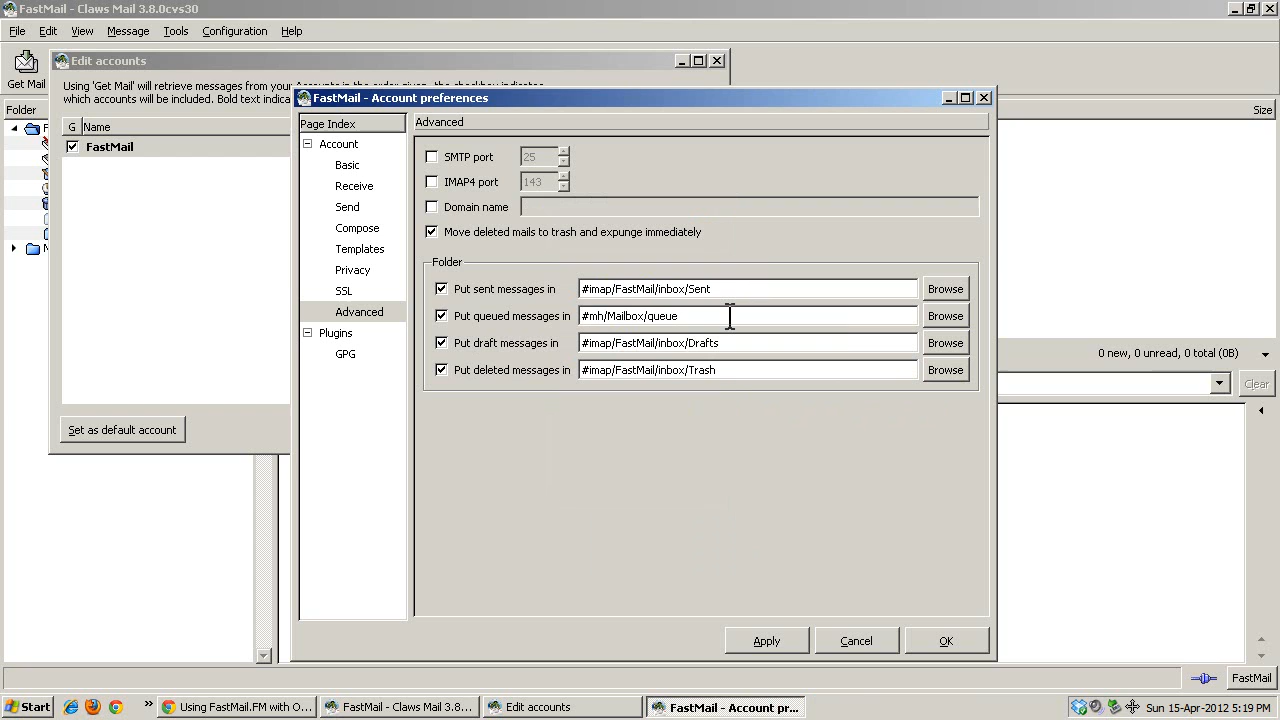 FastMail - Claws Mail 3.8.0cvs30
File Edit View Message Tools Configuration Help
Get Mail
Edit accounts
Using 'Get Mail' will retrieve messages from your
which accounts will be included. Bold text indica
G Name
FastMail
Set as default account
Folder
Size
FastMail - Account preferences
Page Index
Account
Basic
Receive
Send
Compose
Templates
Privacy
SSL
Advanced
Plugins
GPG
Advanced
SMTP port 25
IMAP4 port 143
Domain name
Move deleted mails to trash and expunge immediately
Folder
Put sent messages in #imap/FastMail/inbox/Sent Browse
Put queued messages in #mh/Mailbox/queue Browse
Put draft messages in #imap/FastMail/inbox/Drafts Browse
Put deleted messages in #imap/FastMail/inbox/Trash Browse
Apply Cancel OK
0 new, 0 unread, 0 total (0B)
Clear
FastMail
Start » Using FastMail.FM with O... FastMail - Claws Mail 3.8... Edit accounts FastMail - Account pr... Sun 15-Apr-2012 5:19 PM